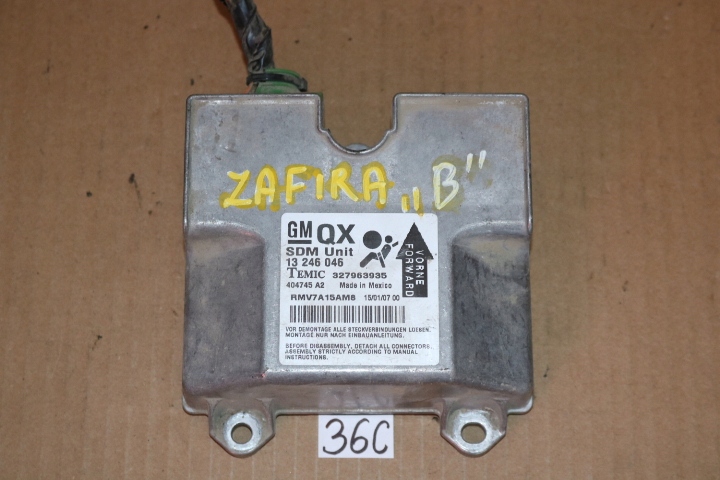 ZAFIRA „B"
GM QX
SDM Unit
13 246 046
TEMIC 327963935
404745 A2 Made in Mexico
RMV7A15AM8 15/01/07 00
VORNE
FORWARD
VOR DEMONTAGE ALLE STECKVERBINDUNGEN LOESEN.
MONTAGE NUR NACH EINBAUANLEITUNG.
BEFORE DISASSEMBLY, DETACH ALL CONNECTORS.
ASSEMBLY STRICTLY ACCORDING TO MANUAL
INSTRUCTIONS.
36C